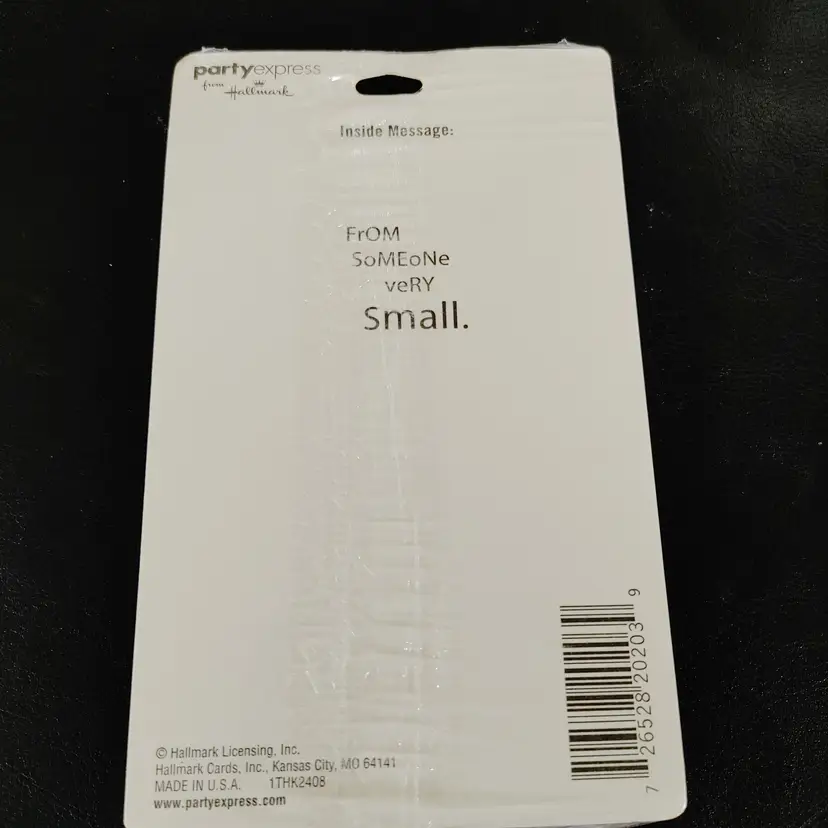 partyexpress
from Hallmark
Inside Message:
FrOM
SoMEoNe
veRY
Small.
© Hallmark Licensing, Inc.
Hallmark Cards, Inc., Kansas City, MO 64141
MADE IN U.S.A. 1THK2408
www.partyexpress.com
7 26528 20203 9